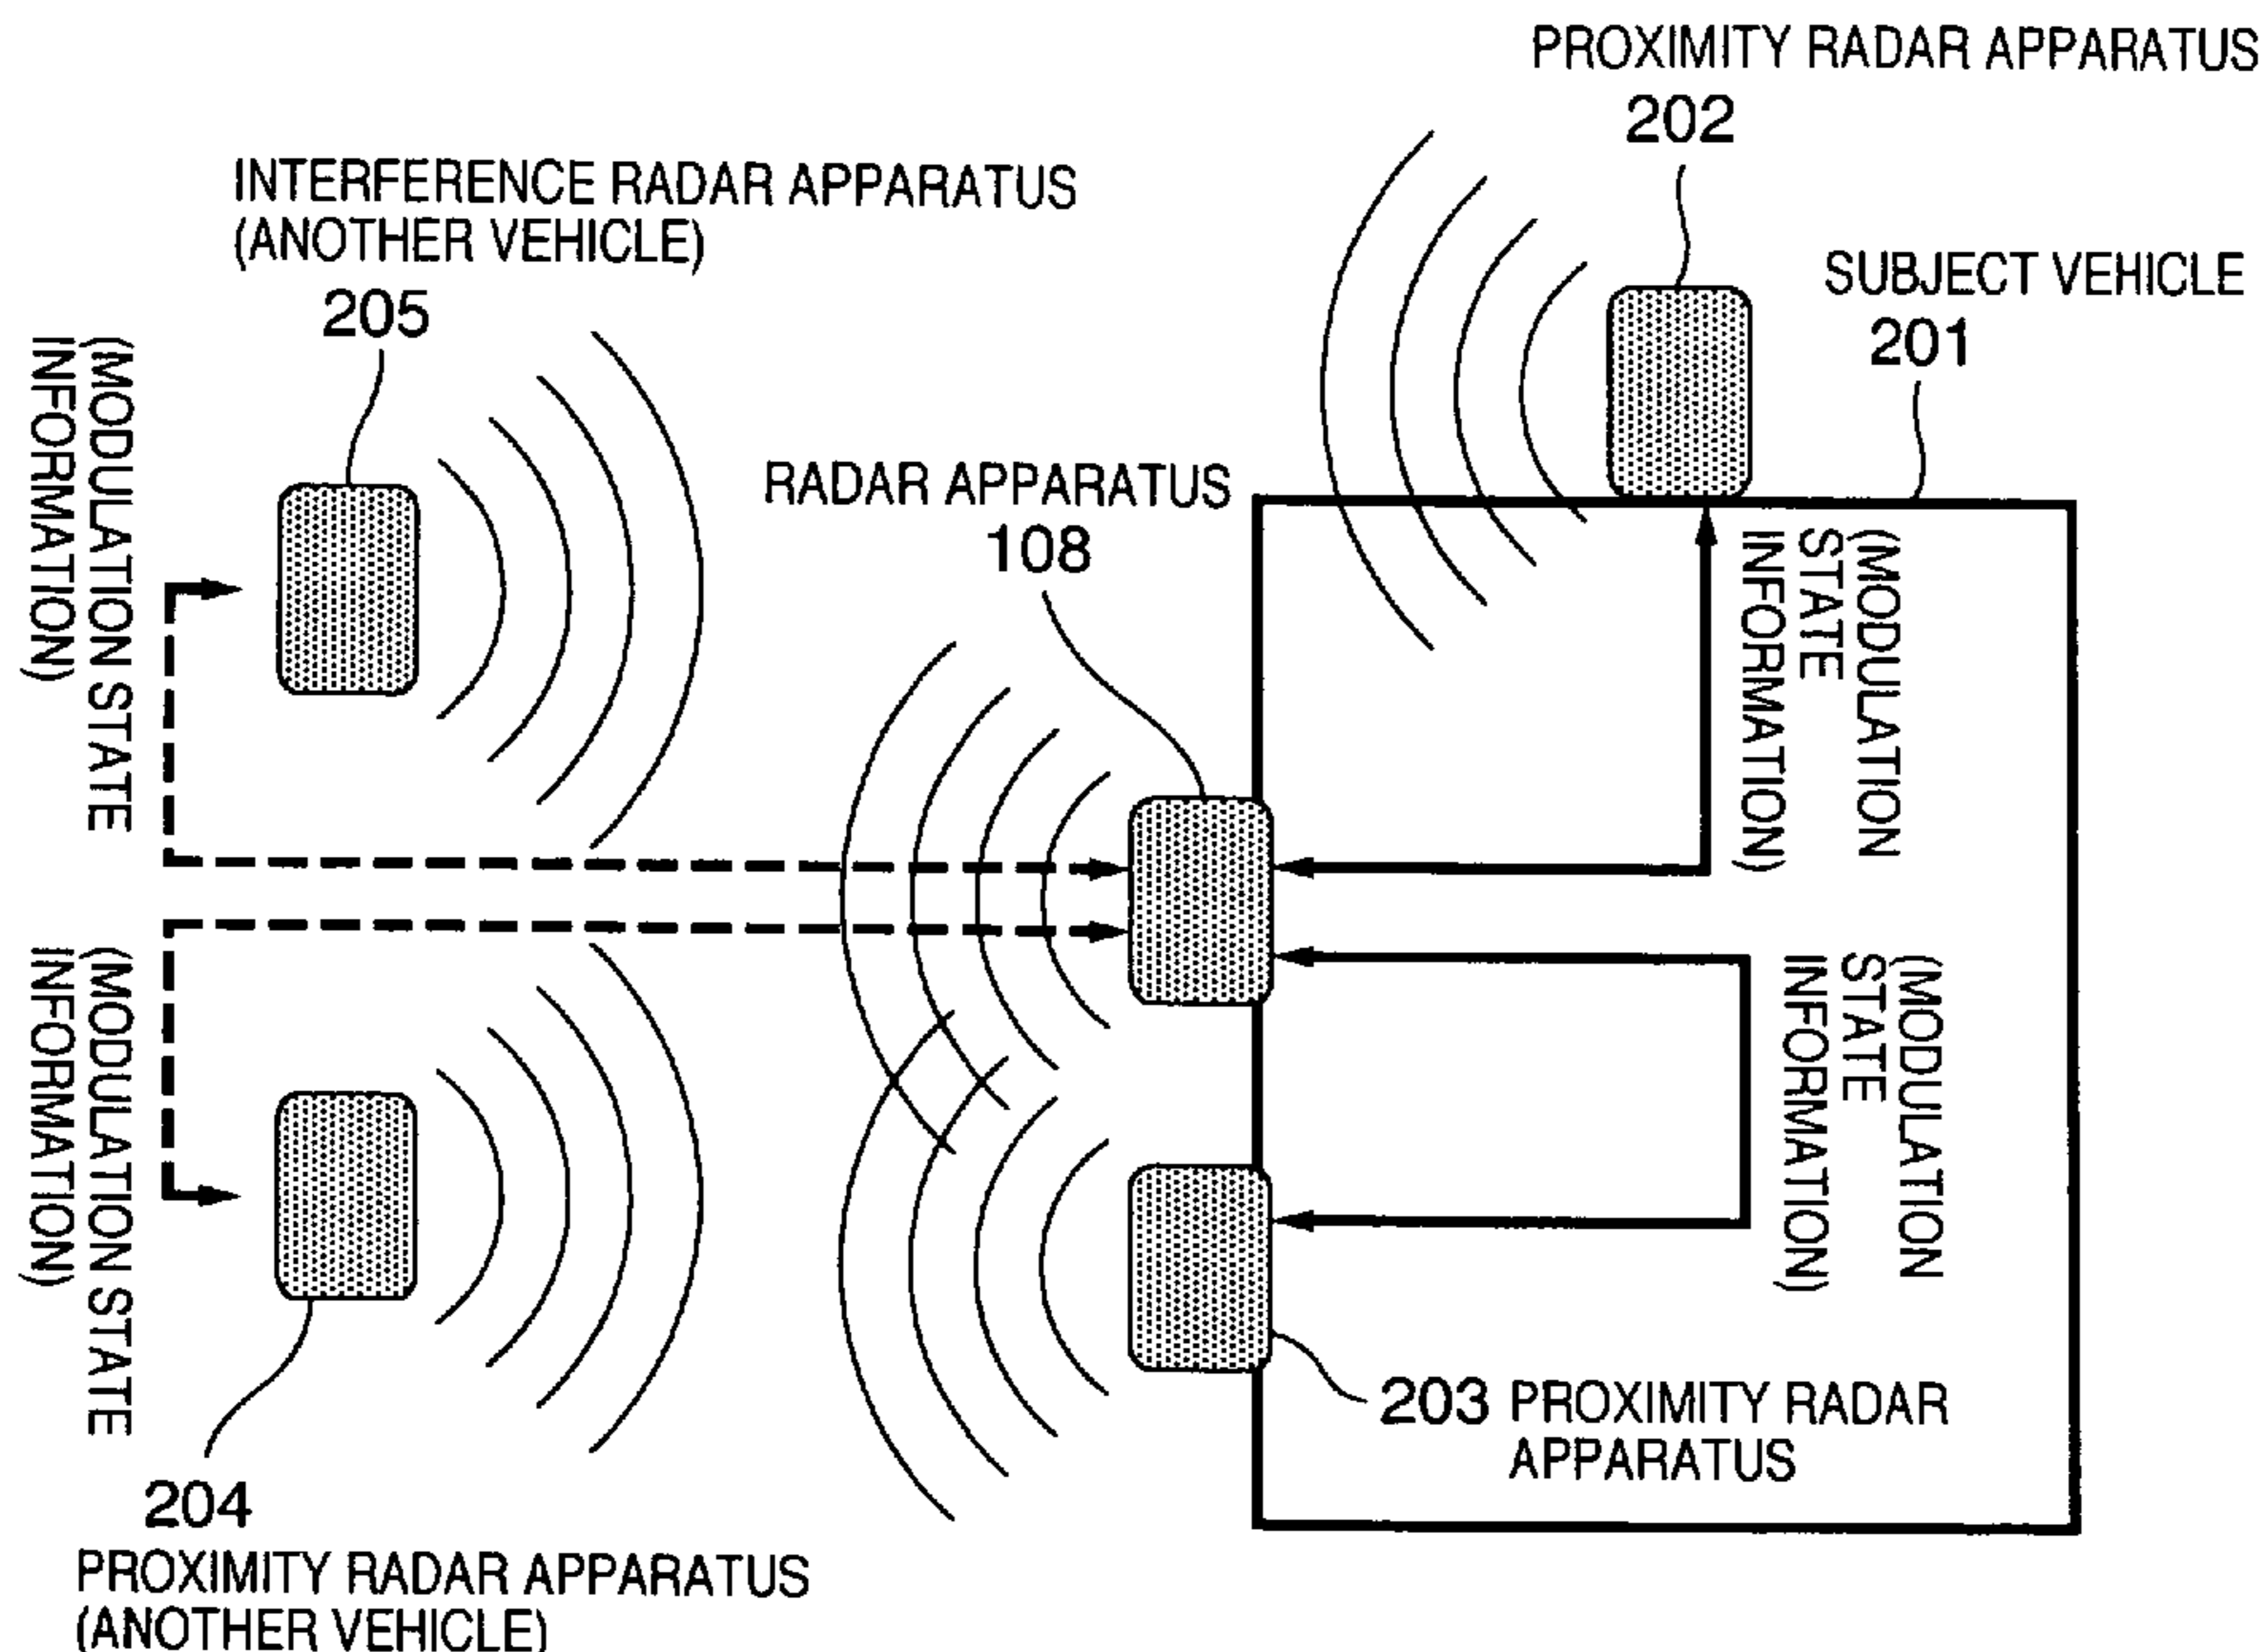 PROXIMITY RADAR APPARATUS
202
INTERFERENCE RADAR APPARATUS
(ANOTHER VEHICLE)
205
SUBJECT VEHICLE
201
(MODULATION STATE
INFORMATION)
RADAR APPARATUS
108
(MODULATION
STATE
INFORMATION)
(MODULATION STATE
INFORMATION)
(MODULATION
STATE
INFORMATION)
203 PROXIMITY RADAR
APPARATUS
204
PROXIMITY RADAR APPARATUS
(ANOTHER VEHICLE)